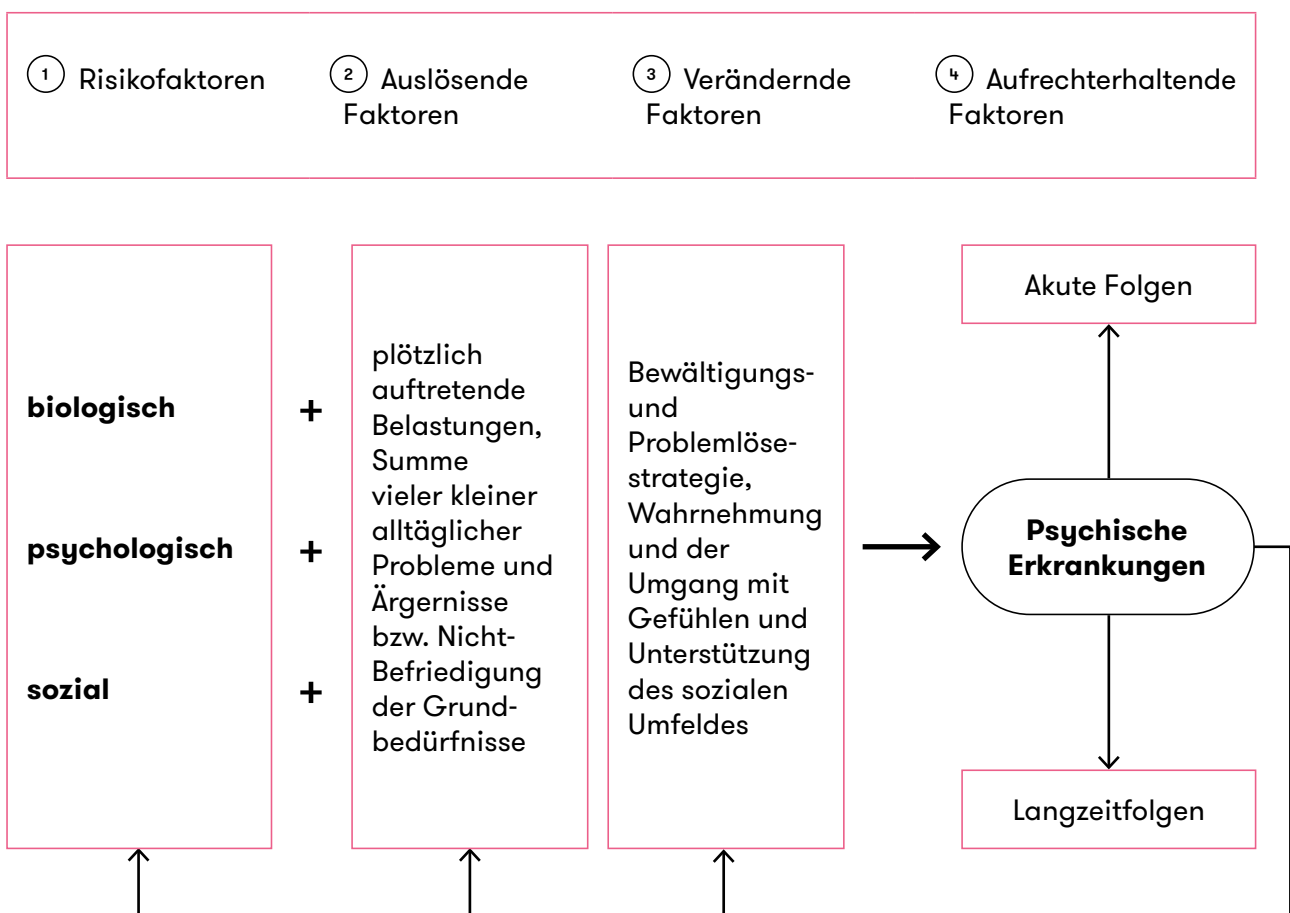 1 Risikofaktoren
2 Auslösende
Faktoren
3 Verändernde
Faktoren
4 Aufrechterhaltende
Faktoren
biologisch
+
psychologisch
+
sozial
+
plötzlich
auftretende
Belastungen,
Summe
vieler kleiner
alltäglicher
Probleme und
Ärgernisse
bzw. Nicht-
Befriedigung
der Grund-
bedürfnisse
Bewältigungs-
und
Problemlöse-
strategie,
Wahrnehmung
und der
Umgang mit
Gefühlen und
Unterstützung
des sozialen
Umfeldes
Akute Folgen
Psychische
Erkrankungen
Langzeitfolgen